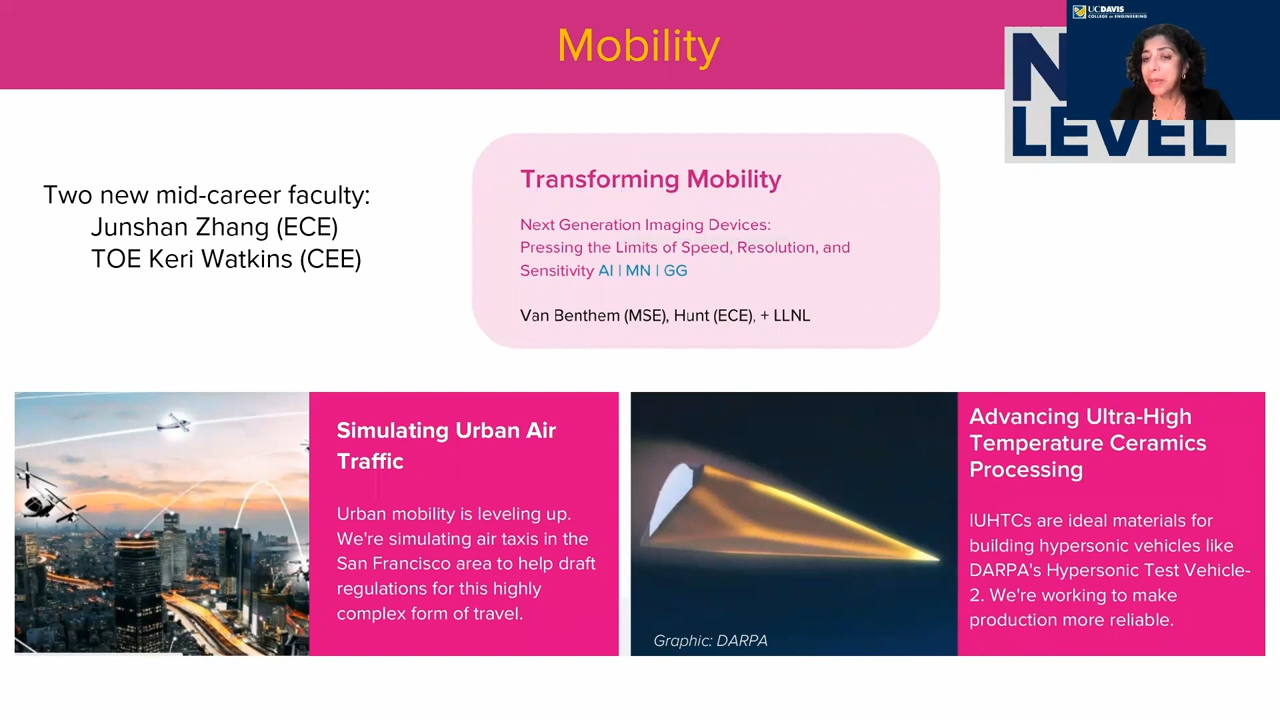 Mobility
UCDAVIS
COLLEGE of ENGINEERING
N
LEVEL
Two new mid-career faculty:
Junshan Zhang (ECE)
TOE Keri Watkins (CEE)
Transforming Mobility
Next Generation Imaging Devices:
Pressing the Limits of Speed, Resolution, and
Sensitivity AI | MN | GG
Van Benthem (MSE), Hunt (ECE), + LLNL
Simulating Urban Air
Traffic
Urban mobility is leveling up.
We're simulating air taxis in the
San Francisco area to help draft
regulations for this highly
complex form of travel.
Graphic: DARPA
Advancing Ultra-High
Temperature Ceramics
Processing
IUHTCs are ideal materials for
building hypersonic vehicles like
DARPA's Hypersonic Test Vehicle-
2. We're working to make
production more reliable.